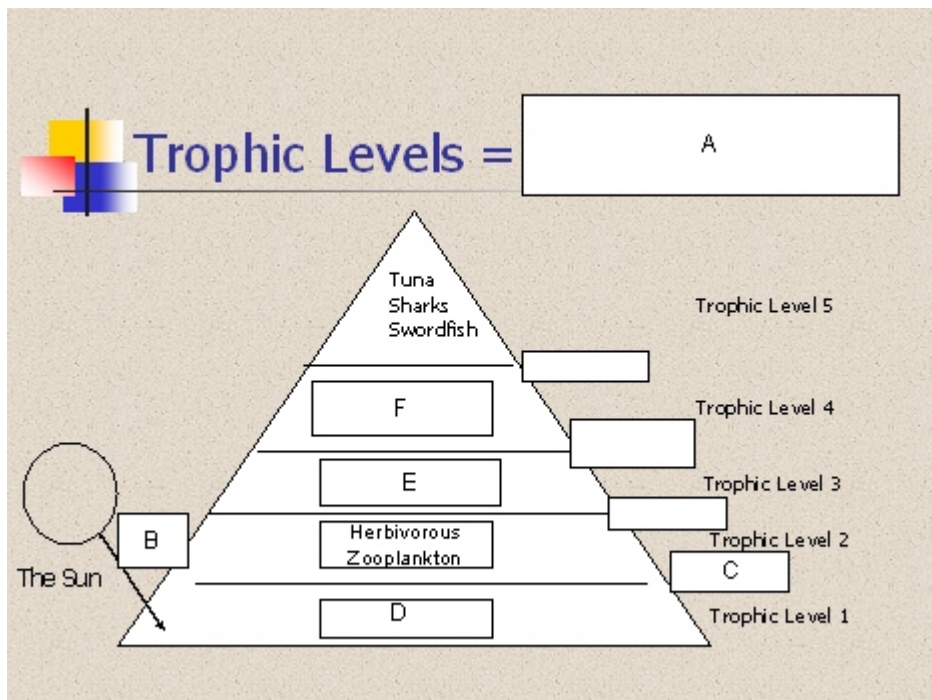 Trophic Levels =
A
Tuna
Sharks
Swordfish
Trophic Level 5
F
Trophic Level 4
E
Trophic Level 3
B
Herbivorous
Zooplankton
Trophic Level 2
C
The Sun
D
Trophic Level 1